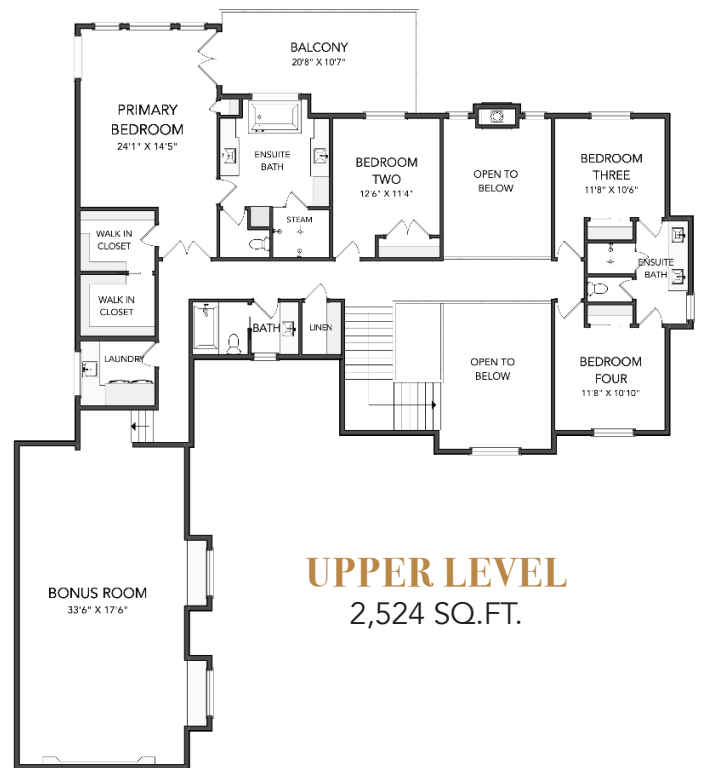 BALCONY
20'8" X 10'7"
PRIMARY
BEDROOM
24'1" X 14'5"
ENSUITE
BATH
BEDROOM
TWO
12'6" X 11'4"
OPEN TO
BELOW
BEDROOM
THREE
11'8" X 10'6"
STEAM
WALK IN
CLOSET
ENSUITE
BATH
WALK IN
CLOSET
BATH
LINEN
LAUNDRY
OPEN TO
BELOW
BEDROOM
FOUR
11'8" X 10'10"
BONUS ROOM
33'6" X 17'6"
UPPER LEVEL
2,524 SQ.FT.